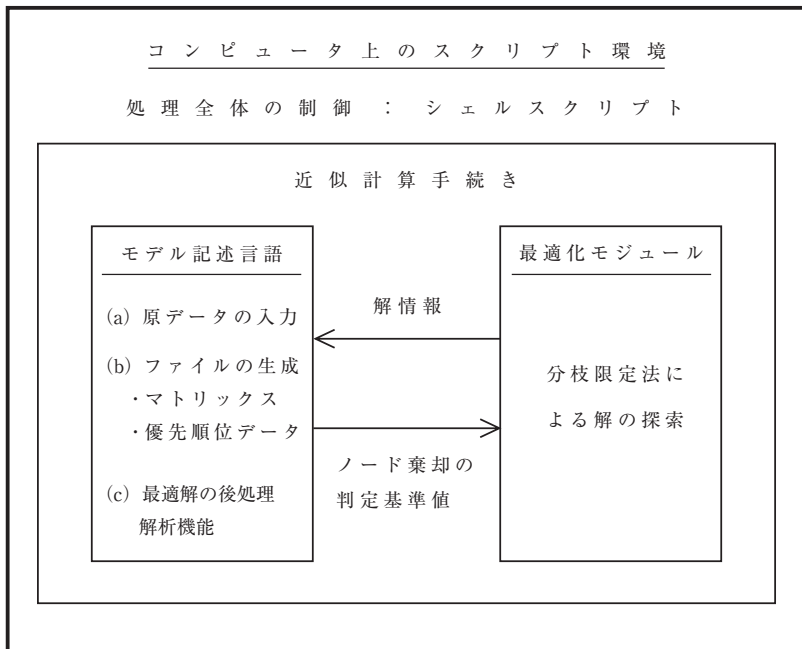 コンピュータ上のスクリプト環境
処理全体の制御：シェルスクリプト
近似計算手続き
モデル記述言語
(a) 原データの入力
(b) ファイルの生成
・マトリックス
・優先順位データ
(c) 最適解の後処理
解析機能
解情報
ノード棄却の
判定基準値
最適化モジュール
分枝限定法に
よる解の探索